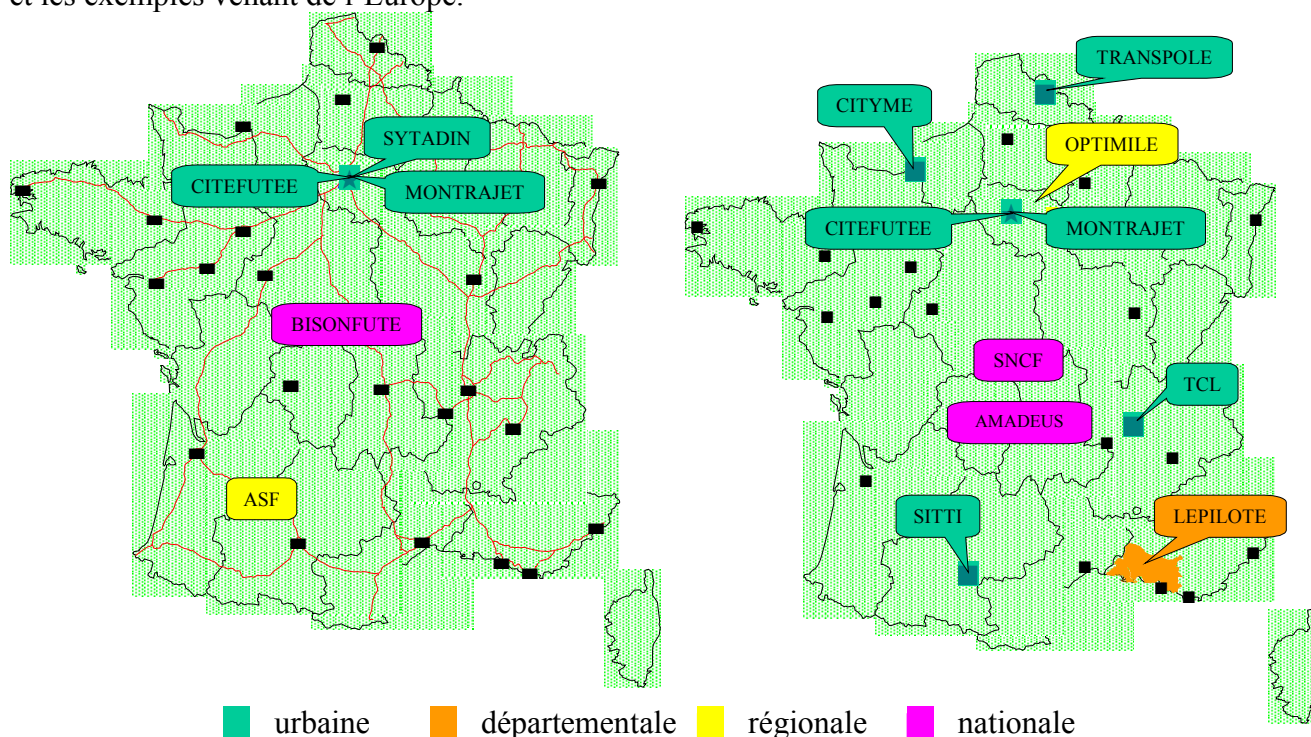 et les exemples venant de l'Europe.
SYTADIN
CITEFUTEE
MONTRAJET
BISONFUTE
ASF
TRANSPOLE
CITYME
OPTIMILE
CITEFUTEE
MONTRAJET
SNCF
TCL
AMADEUS
SITTI
LEPILOTE
urbaine départementale régionale nationale